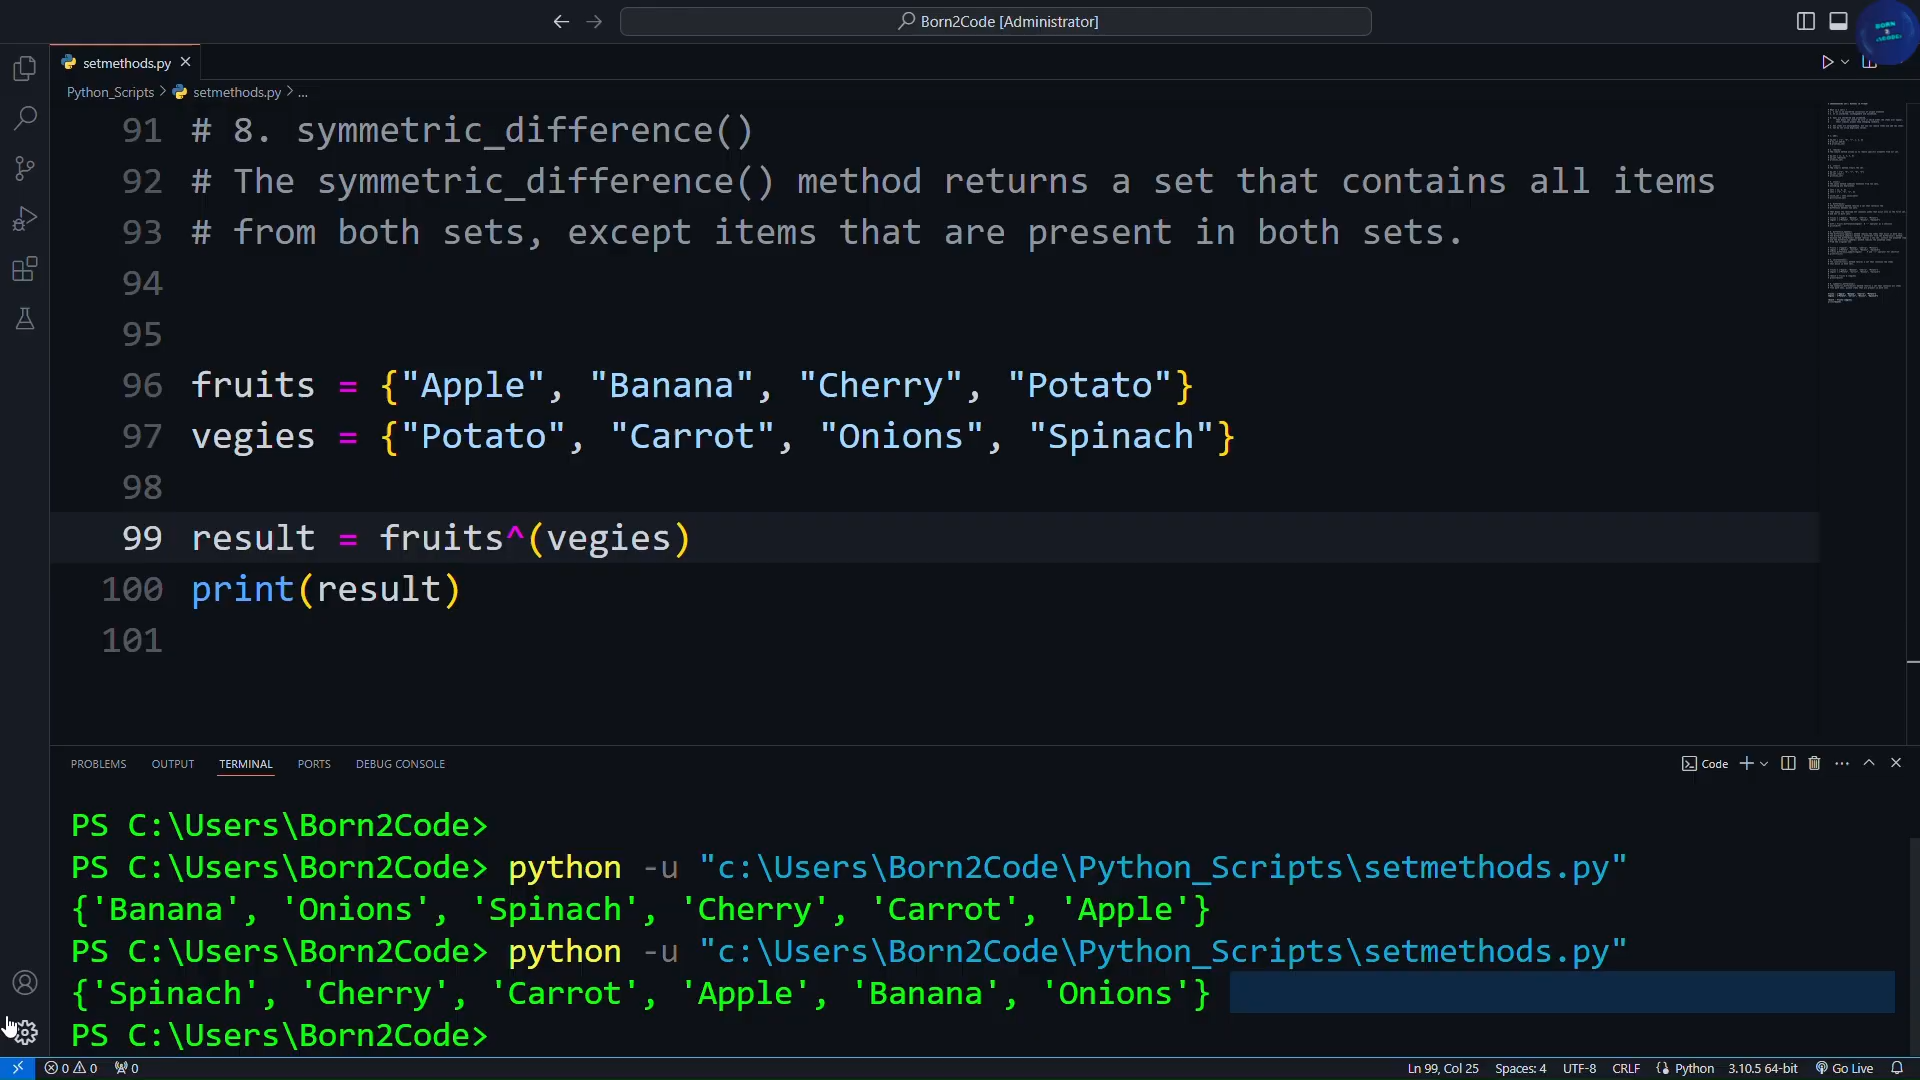 Born2Code [Administrator]
BORN
2
setmethods.py
Python_Scripts > setmethods.py > ...
91 # 8. symmetric_difference()
92 # The symmetric_difference() method returns a set that contains all items
93 # from both sets, except items that are present in both sets.
94
95
96 fruits = {"Apple", "Banana", "Cherry", "Potato"}
97 vegies = {"Potato", "Carrot", "Onions", "Spinach"}
98
99 result = fruits^(vegies)
100 print(result)
101
PROBLEMS OUTPUT TERMINAL PORTS DEBUG CONSOLE Code
PS C:\Users\Born2Code>
PS C:\Users\Born2Code> python -u "c:\Users\Born2Code\Python_Scripts\setmethods.py"
{'Banana', 'Onions', 'Spinach', 'Cherry', 'Carrot', 'Apple'}
PS C:\Users\Born2Code> python -u "c:\Users\Born2Code\Python_Scripts\setmethods.py"
{'Spinach', 'Cherry', 'Carrot', 'Apple', 'Banana', 'Onions'}
PS C:\Users\Born2Code>
0 0 0 Ln 99, Col 25 Spaces: 4 UTF-8 CRLF Python 3.10.5 64-bit Go Live